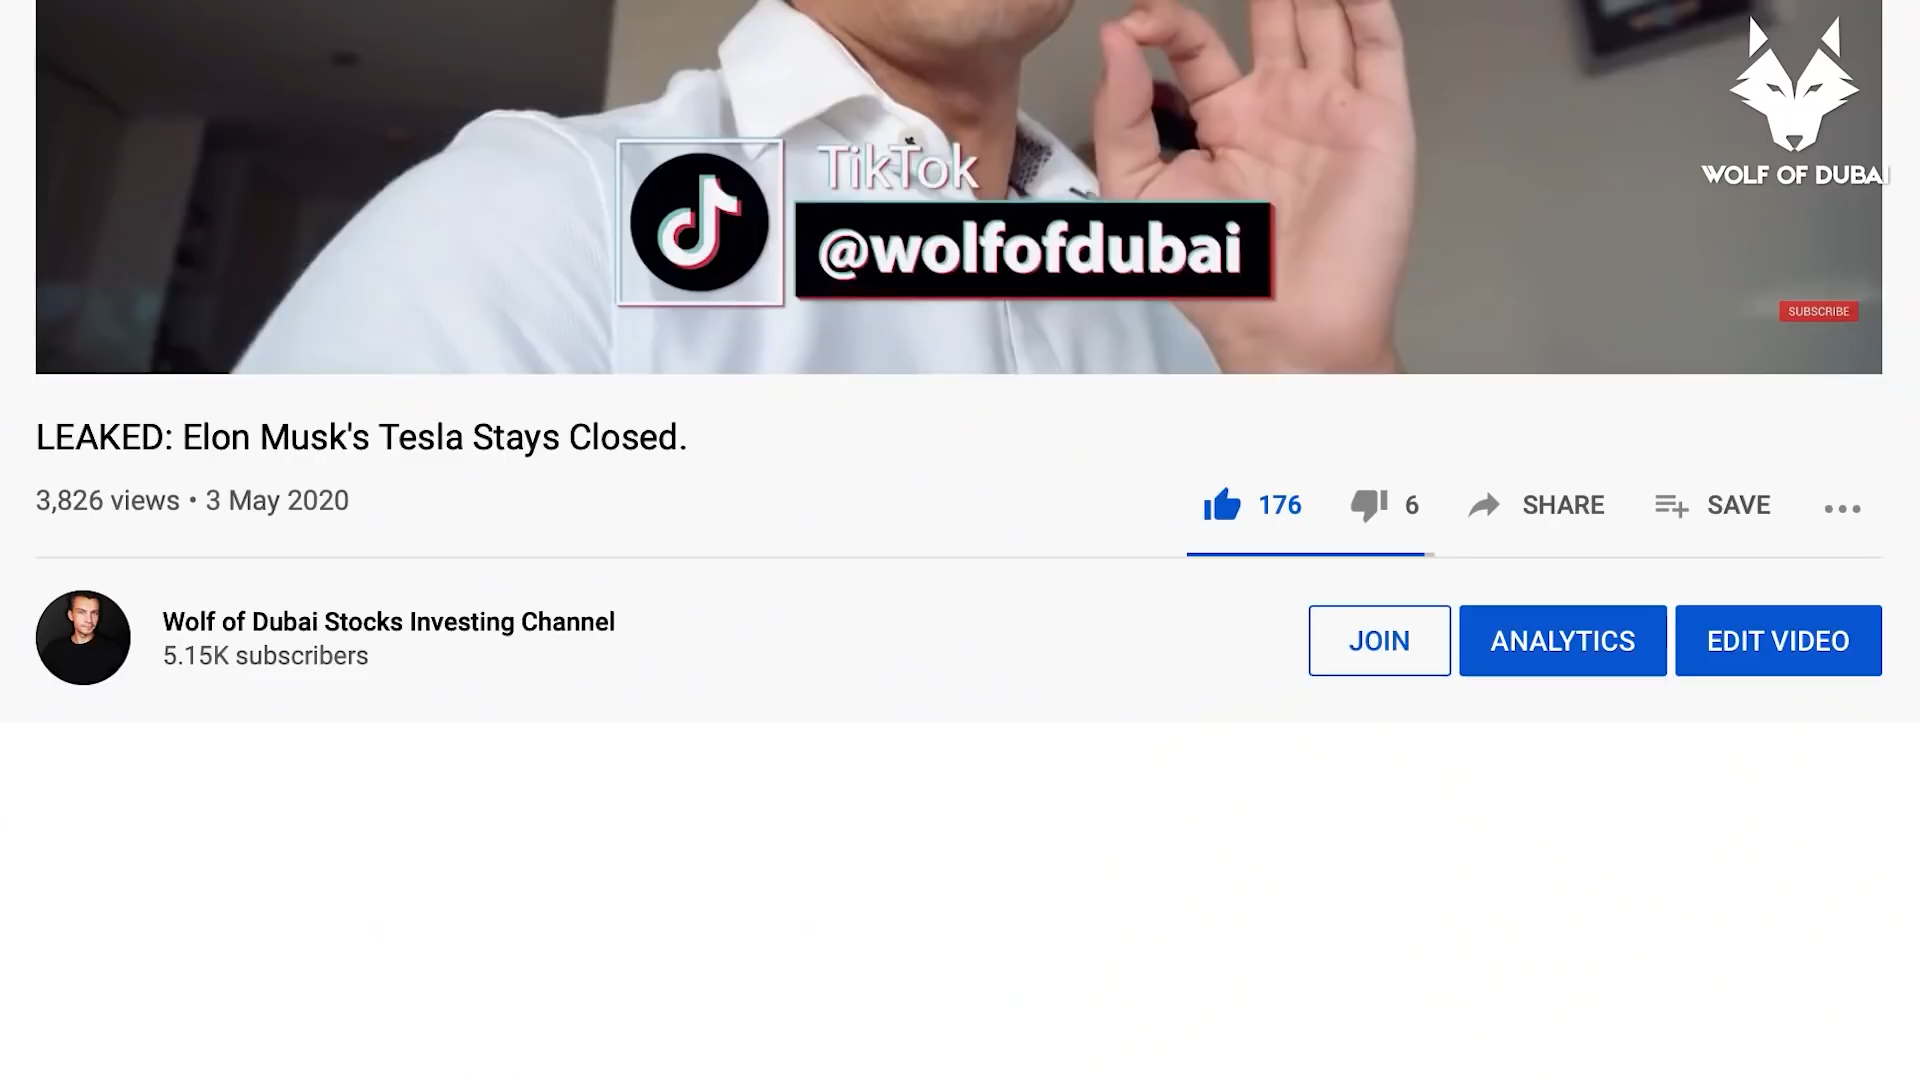 WOLF OF DUBAI
TikTok
@wolfofdubai
SUBSCRIBE
LEAKED: Elon Musk's Tesla Stays Closed.
3,826 views • 3 May 2020
176
6
SHARE
SAVE
Wolf of Dubai Stocks Investing Channel
5.15K subscribers
JOIN
ANALYTICS
EDIT VIDEO